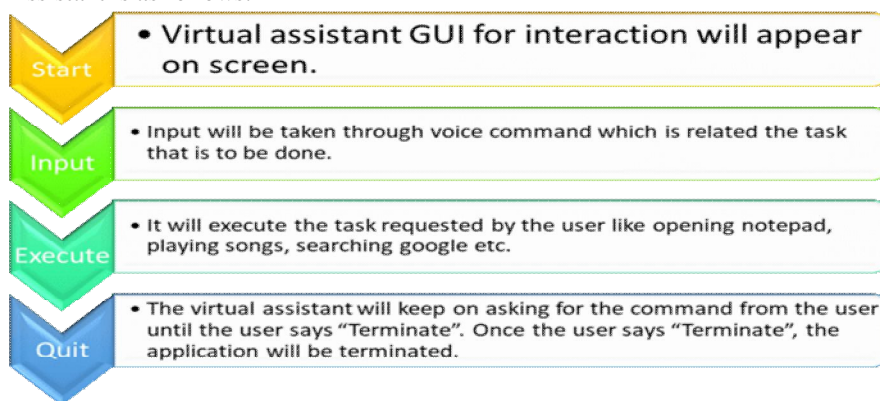 Start
• Virtual assistant GUI for interaction will appear
on screen.
Input
• Input will be taken through voice command which is related the task
that is to be done.
Execute
• It will execute the task requested by the user like opening notepad,
playing songs, searching google etc.
Quit
• The virtual assistant will keep on asking for the command from the user
until the user says “Terminate”. Once the user says “Terminate”, the
application will be terminated.